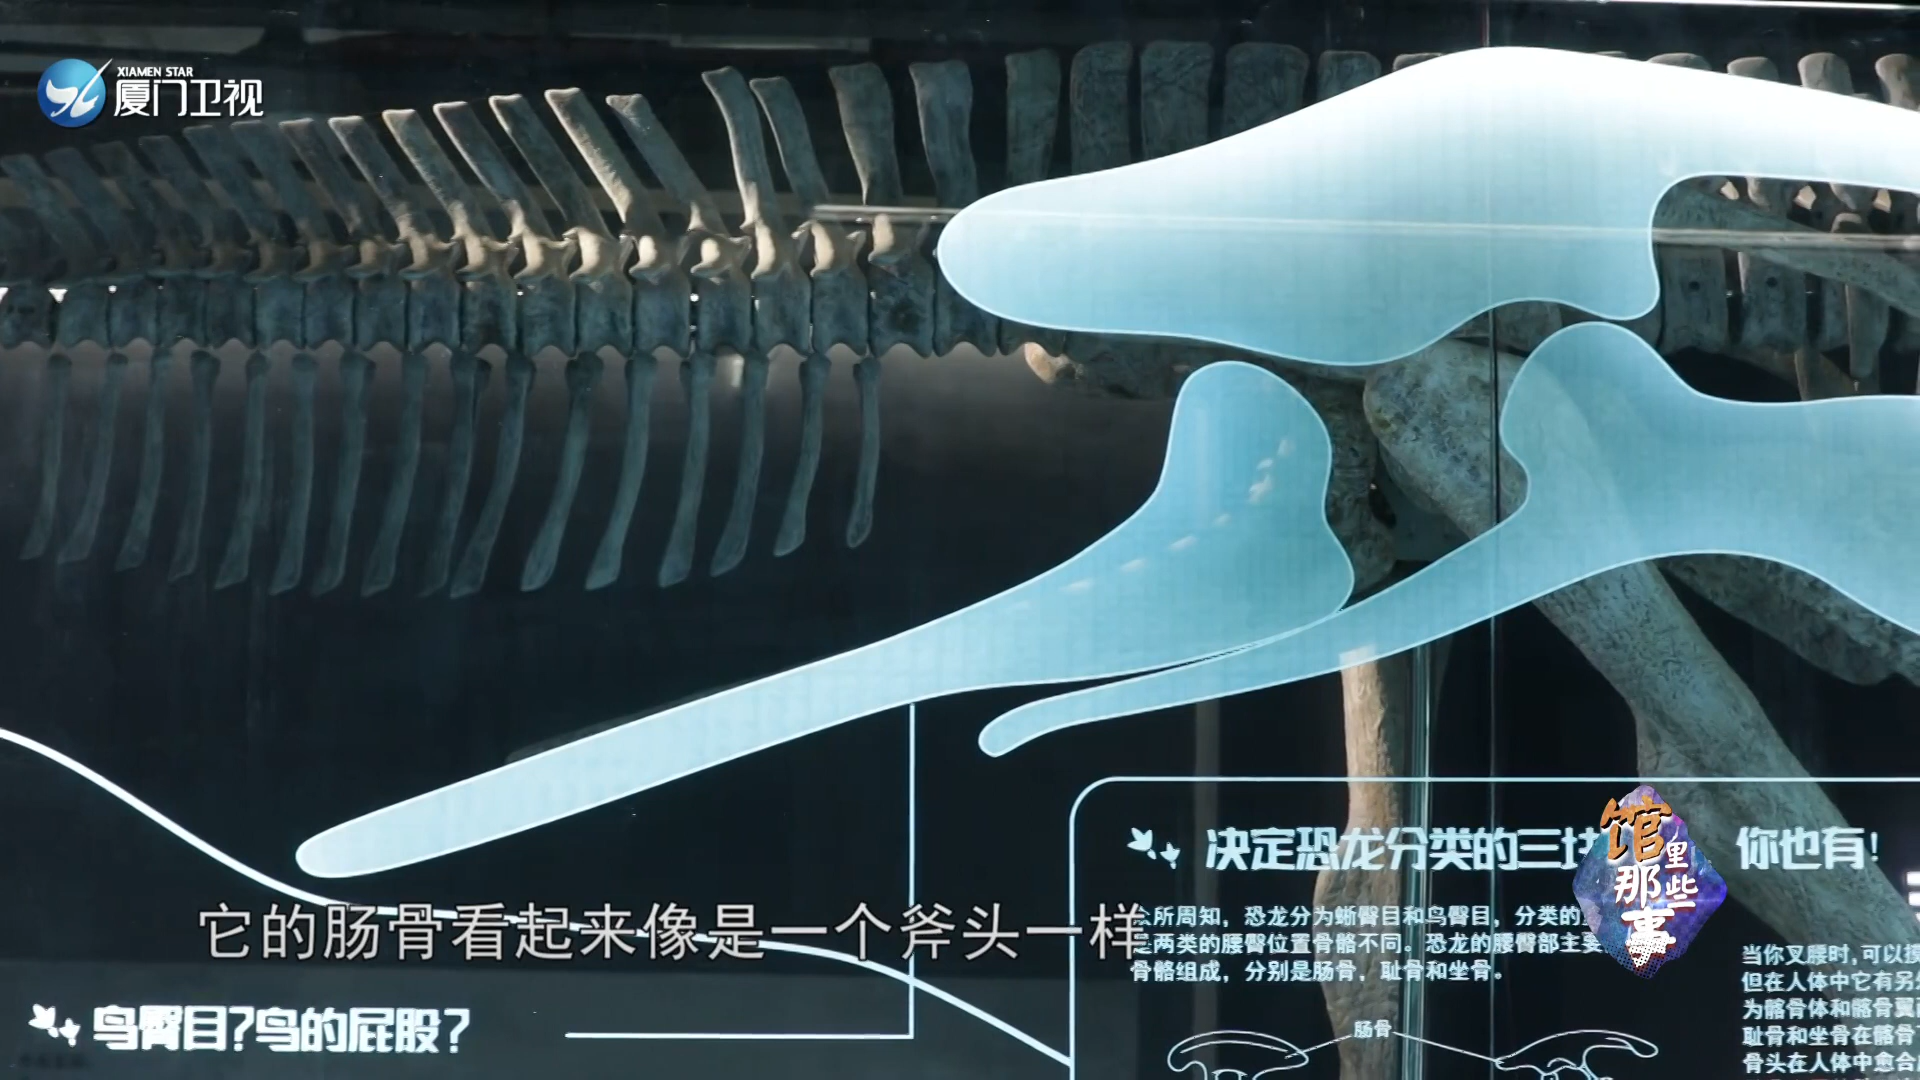 XIAMEN STAR
厦门卫视
决定恐龙分类的三块
你也有!
馆里那些事
所周知，恐龙分为蜥臀目和鸟臀目，分类的
是两类的腰臀位置骨骼不同。恐龙的腰臀部主要
骨骼组成，分别是肠骨，耻骨和坐骨。
当你叉腰时，可以摸
但在人体中它有另
为髂骨体和髂骨翼
耻骨和坐骨在髂骨
骨头在人体中愈合
它的肠骨看起来像是一个斧头一样
鸟臀目?鸟的屁股?
肠骨